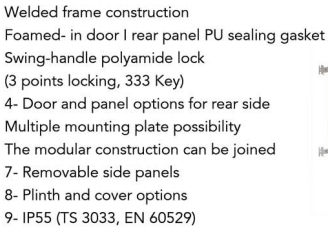 Welded frame construction
Foamed- in door I rear panel PU sealing gasket
Swing-handle polyamide lock
(3 points locking, 333 Key)
4- Door and panel options for rear side
Multiple mounting plate possibility
The modular construction can be joined
7- Removable side panels
8- Plinth and cover options
9- IP55 (TS 3033, EN 60529)